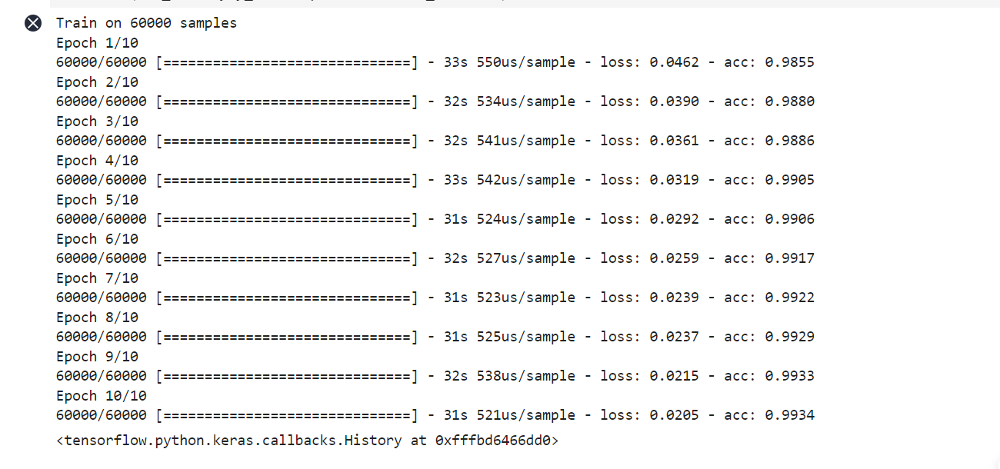 Train on 60000 samples
Epoch 1/10
60000/60000 [==============================] - 33s 550us/sample - loss: 0.0462 - acc: 0.9855
Epoch 2/10
60000/60000 [==============================] - 32s 534us/sample - loss: 0.0390 - acc: 0.9880
Epoch 3/10
60000/60000 [==============================] - 32s 541us/sample - loss: 0.0361 - acc: 0.9886
Epoch 4/10
60000/60000 [==============================] - 33s 542us/sample - loss: 0.0319 - acc: 0.9905
Epoch 5/10
60000/60000 [==============================] - 31s 524us/sample - loss: 0.0292 - acc: 0.9906
Epoch 6/10
60000/60000 [==============================] - 32s 527us/sample - loss: 0.0259 - acc: 0.9917
Epoch 7/10
60000/60000 [==============================] - 31s 523us/sample - loss: 0.0239 - acc: 0.9922
Epoch 8/10
60000/60000 [==============================] - 31s 525us/sample - loss: 0.0237 - acc: 0.9929
Epoch 9/10
60000/60000 [==============================] - 32s 538us/sample - loss: 0.0215 - acc: 0.9933
Epoch 10/10
60000/60000 [==============================] - 31s 521us/sample - loss: 0.0205 - acc: 0.9934
<tensorflow.python.keras.callbacks.History at 0xfffbd6466dd0>